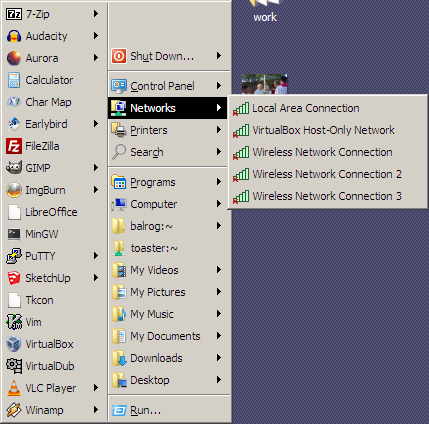 7-Zip
Audacity
Aurora
Calculator
Char Map
Earlybird
FileZilla
GIMP
ImgBurn
LibreOffice
MinGW
PuTTY
SketchUp
Tkcon
Vim
VirtualBox
VirtualDub
VLC Player
Winamp
Shut Down...
Control Panel
Networks
Printers
Search
Programs
Computer
balrog:~
toaster:~
My Videos
My Pictures
My Music
My Documents
Downloads
Desktop
Run...
work
Local Area Connection
VirtualBox Host-Only Network
Wireless Network Connection
Wireless Network Connection 2
Wireless Network Connection 3